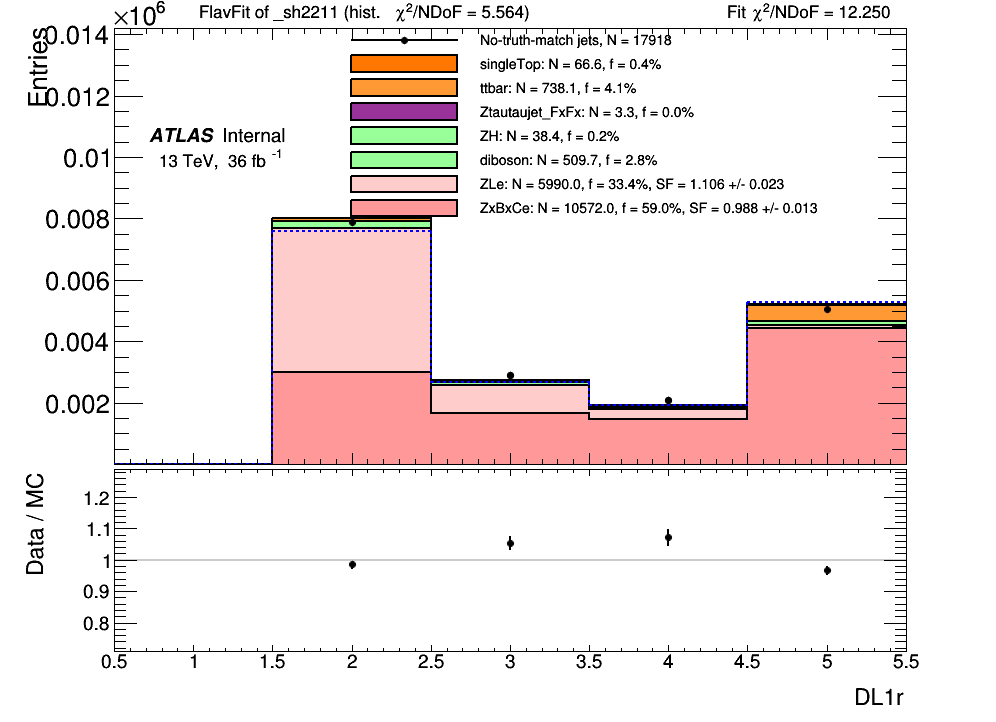 ×10^6
FlavFit of _sh2211 (hist. χ²/NDoF = 5.564)
Fit χ²/NDoF = 12.250
Entries
0.014
0.012
0.01
0.008
0.006
0.004
0.002
ATLAS Internal
13 TeV, 36 fb⁻¹
No-truth-match jets, N = 17918
singleTop: N = 66.6, f = 0.4%
ttbar: N = 738.1, f = 4.1%
Ztautaujet_FxFx: N = 3.3, f = 0.0%
ZH: N = 38.4, f = 0.2%
diboson: N = 509.7, f = 2.8%
ZLe: N = 5990.0, f = 33.4%, SF = 1.106 +/- 0.023
ZxBxCe: N = 10572.0, f = 59.0%, SF = 0.988 +/- 0.013
Data / MC
1.2
1.1
1
0.9
0.8
0.5 1 1.5 2 2.5 3 3.5 4 4.5 5 5.5
DL1r